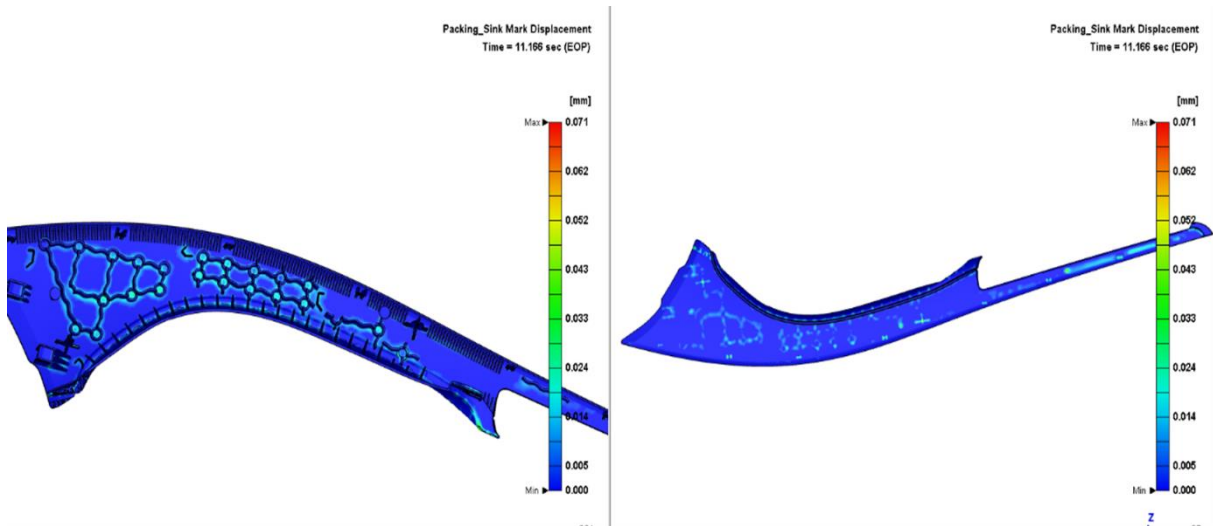 Packing_Sink Mark Displacement
Time = 11.166 sec (EOP)
[mm]
Max 0.071
0.062
0.052
0.043
0.033
0.024
0.014
0.005
Min 0.000
Packing_Sink Mark Displacement
Time = 11.166 sec (EOP)
[mm]
Max 0.071
0.062
0.052
0.043
0.033
0.024
0.014
0.005
Min 0.000
Z